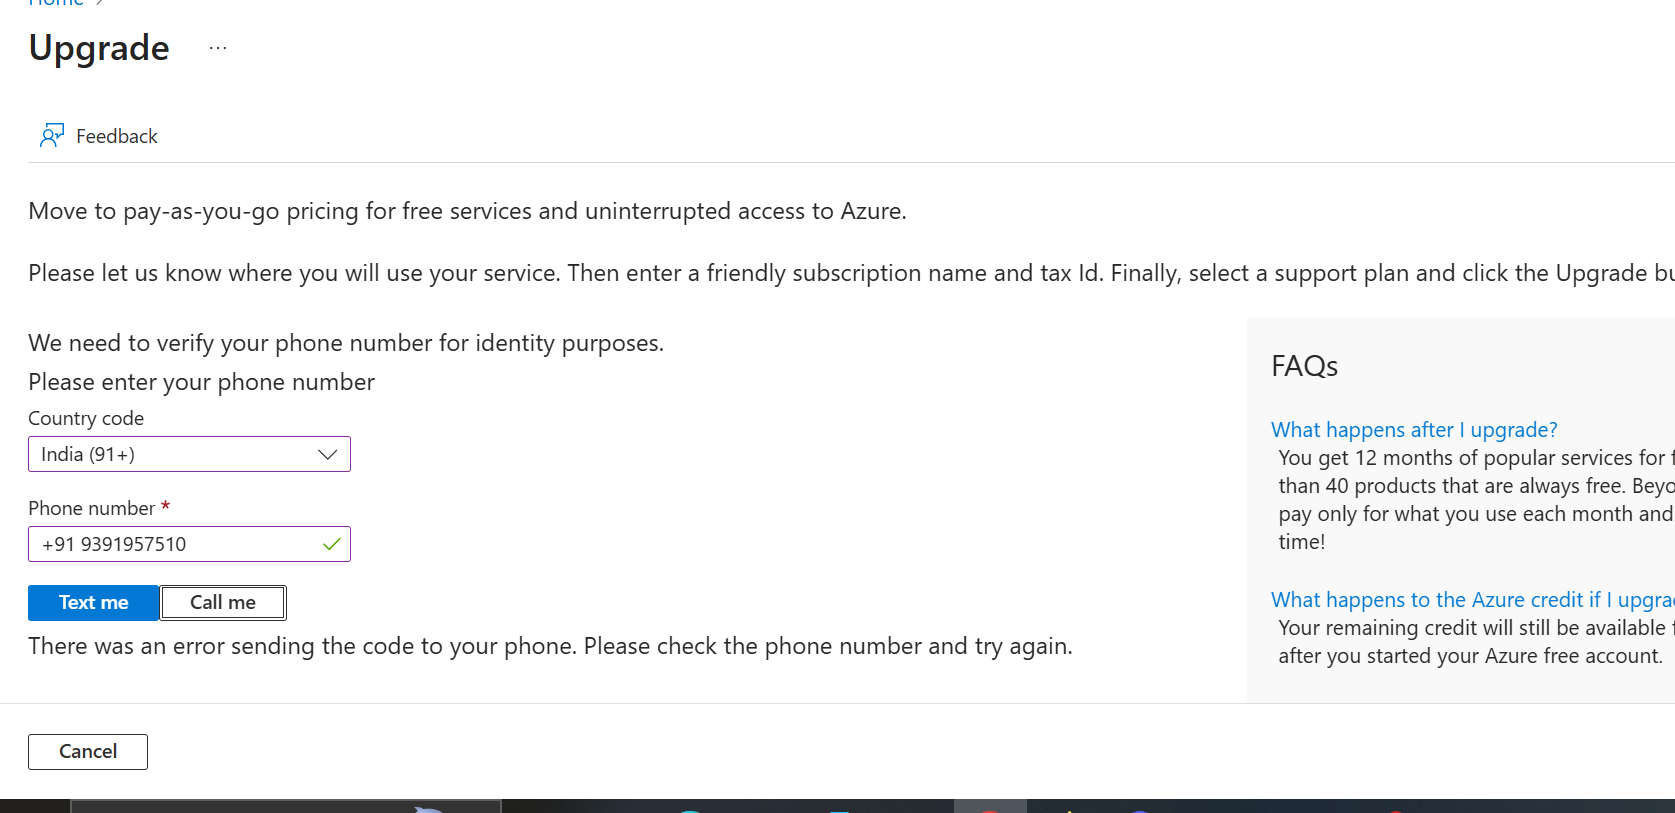 Home
Upgrade ...
Feedback
Move to pay-as-you-go pricing for free services and uninterrupted access to Azure.
Please let us know where you will use your service. Then enter a friendly subscription name and tax Id. Finally, select a support plan and click the Upgrade
We need to verify your phone number for identity purposes.
Please enter your phone number
Country code
India (91+)
Phone number *
+91 9391957510
Text me
Call me
There was an error sending the code to your phone. Please check the phone number and try again.
Cancel
FAQs
What happens after I upgrade?
You get 12 months of popular services for
than 40 products that are always free.
pay only for what you use each month and
time!
What happens to the Azure credit if I
Your remaining credit will still be available
after you started your Azure free account.